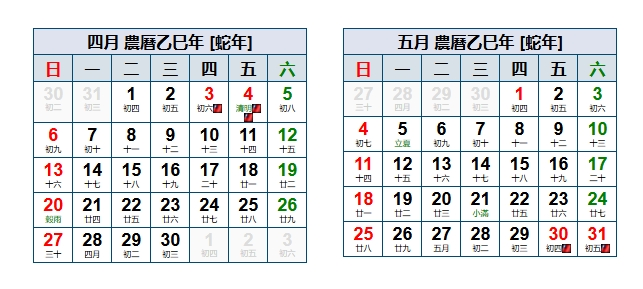 四月 農曆乙巳年 [蛇年]
日 一 二 三 四 五 六
30 31 1 2 3 4 5
初二 初三 初四 初五 初六 清明 初八
6 7 8 9 10 11 12
初九 初十 十一 十二 十三 十四 十五
13 14 15 16 17 18 19
十六 十七 十八 十九 二十 廿一 廿二
20 21 22 23 24 25 26
穀雨 廿四 廿五 廿六 廿七 廿八 廿九
27 28 29 30 1 2 3
三十 四月 初二 初三 初四 初五 初六
五月 農曆乙巳年 [蛇年]
日 一 二 三 四 五 六
27 28 29 30 1 2 3
三十 四月 初二 初三 初四 初五 初六
4 5 6 7 8 9 10
初七 立夏 初九 初十 十一 十二 十三
11 12 13 14 15 16 17
十四 十五 十六 十七 十八 十九 二十
18 19 20 21 22 23 24
廿一 廿二 廿三 小滿 廿五 廿六 廿七
25 26 27 28 29 30 31
廿八 廿九 五月 初二 初三 初四 初五